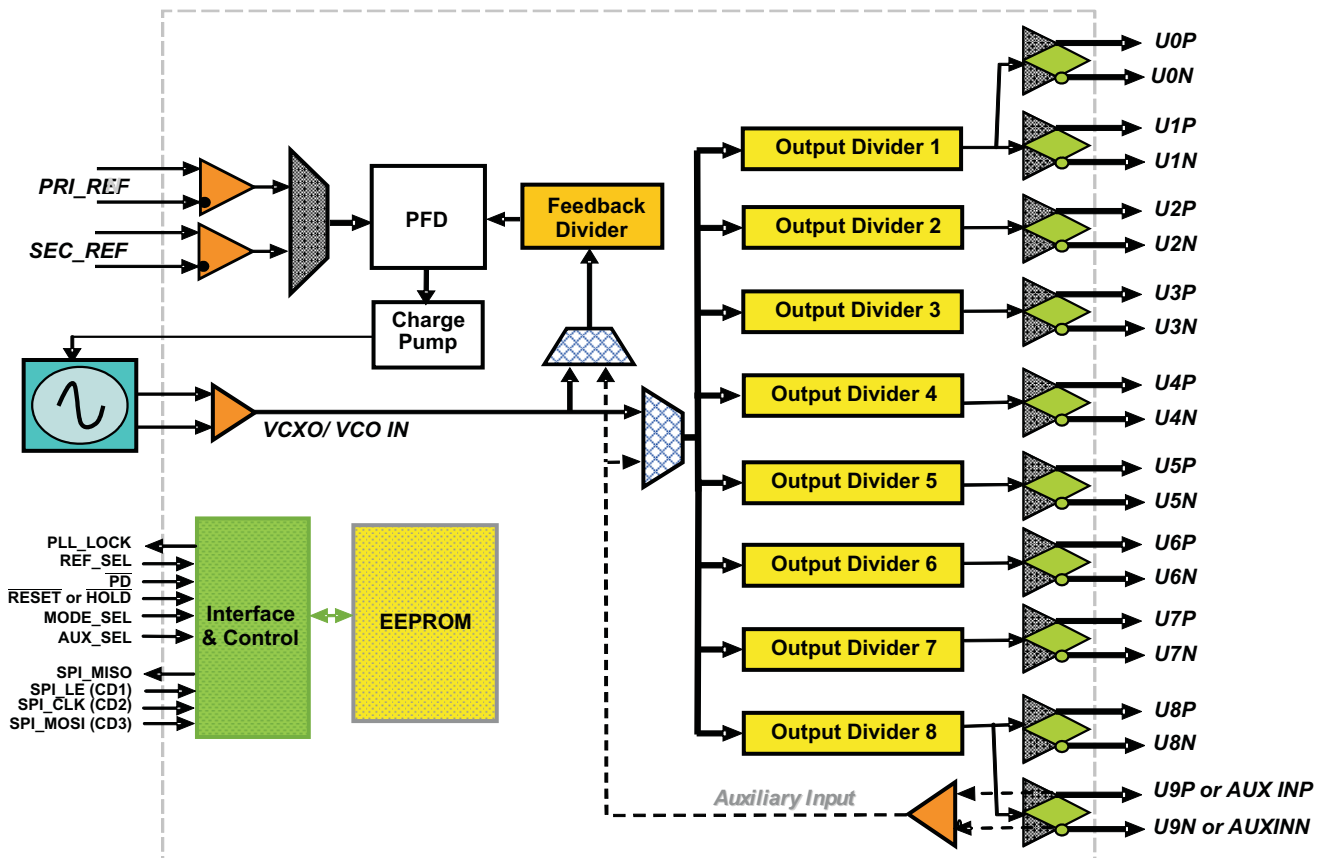 U0P
U0N
U1P
Output Divider 1
U1N
PRI_REF
PFD
Feedback
Divider
U2P
Output Divider 2
U2N
SEC_REF
U3P
Output Divider 3
U3N
Charge
Pump
U4P
Output Divider 4
U4N
VCXO/ VCO IN
U5P
Output Divider 5
U5N
PLL_LOCK
REF_SEL
PD
RESET or HOLD
MODE_SEL
AUX_SEL
SPI_MISO
SPI_LE (CD1)
SPI_CLK (CD2)
SPI_MOSI (CD3)
Interface
& Control
EEPROM
U6P
Output Divider 6
U6N
U7P
Output Divider 7
U7N
U8P
Output Divider 8
U8N
Auxiliary Input
U9P or AUX INP
U9N or AUXINN